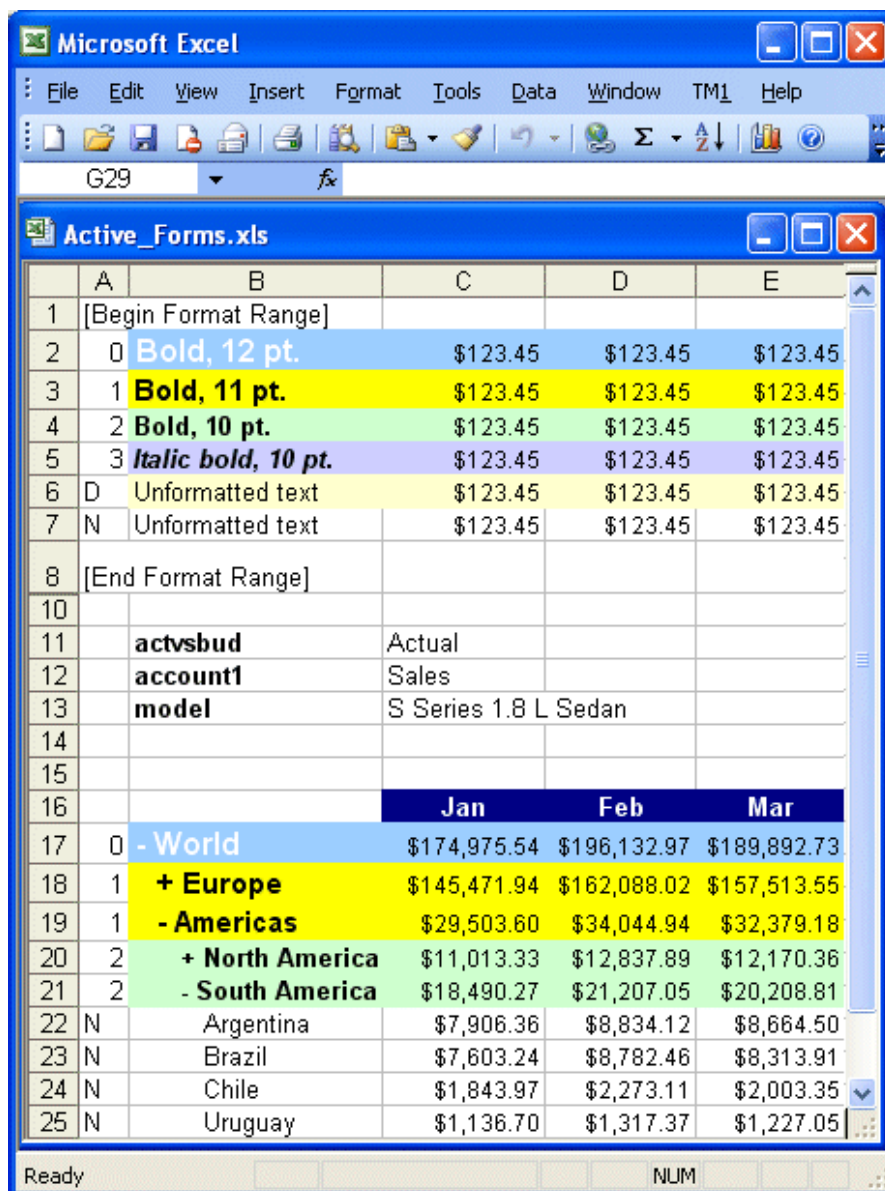 Microsoft Excel
File Edit View Insert Format Tools Data Window TM1 Help
G29 fx
Active_Forms.xls
A B C D E
1 [Begin Format Range]
2 0 Bold, 12 pt. $123.45 $123.45 $123.45
3 1 Bold, 11 pt. $123.45 $123.45 $123.45
4 2 Bold, 10 pt. $123.45 $123.45 $123.45
5 3 Italic bold, 10 pt. $123.45 $123.45 $123.45
6 D Unformatted text $123.45 $123.45 $123.45
7 N Unformatted text $123.45 $123.45 $123.45
8 [End Format Range]
10
11 actvsbud Actual
12 account1 Sales
13 model S Series 1.8 L Sedan
14
15
16 Jan Feb Mar
17 0 - World $174,975.54 $196,132.97 $189,892.73
18 1 + Europe $145,471.94 $162,088.02 $157,513.55
19 1 - Americas $29,503.60 $34,044.94 $32,379.18
20 2 + North America $11,013.33 $12,837.89 $12,170.36
21 2 - South America $18,490.27 $21,207.05 $20,208.81
22 N Argentina $7,906.36 $8,834.12 $8,664.50
23 N Brazil $7,603.24 $8,782.46 $8,313.91
24 N Chile $1,843.97 $2,273.11 $2,003.35
25 N Uruguay $1,136.70 $1,317.37 $1,227.05
Ready NUM